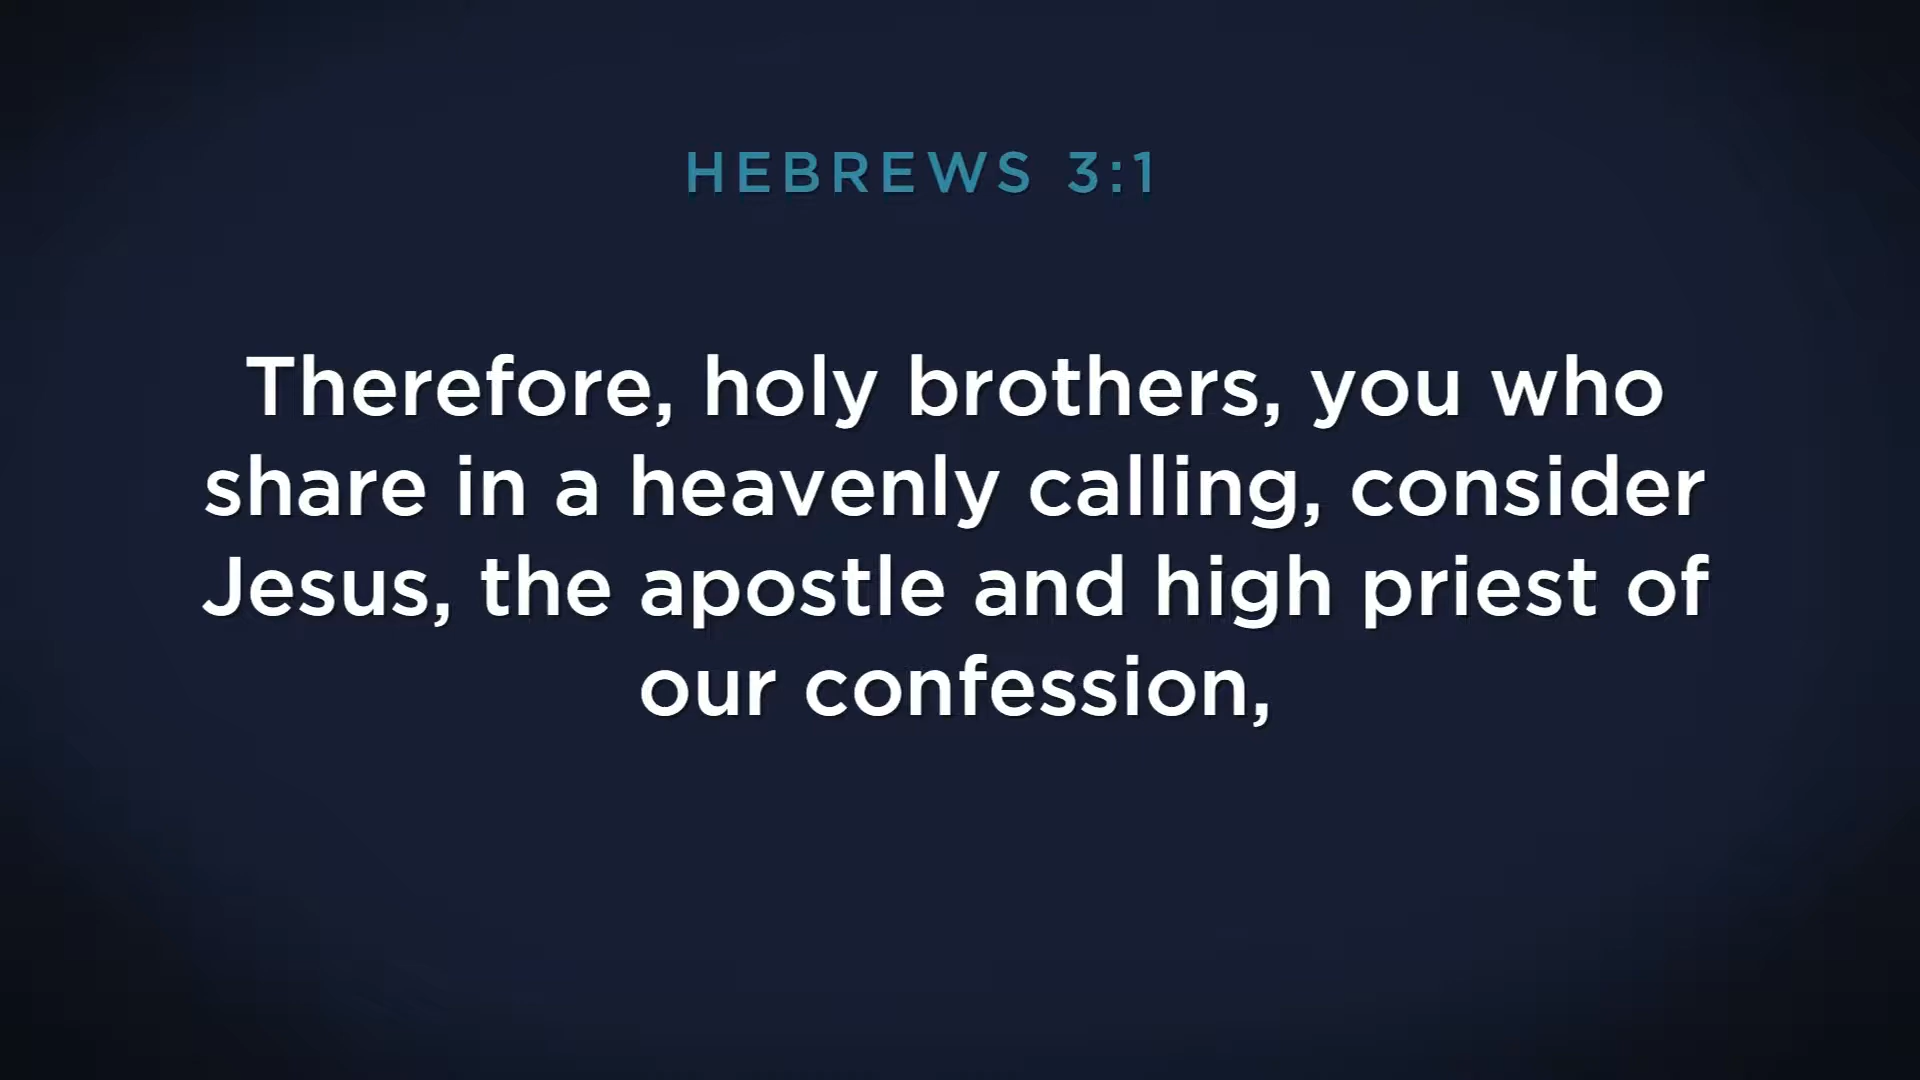 HEBREWS 3:1
Therefore, holy brothers, you who
share in a heavenly calling, consider
Jesus, the apostle and high priest of
our confession,